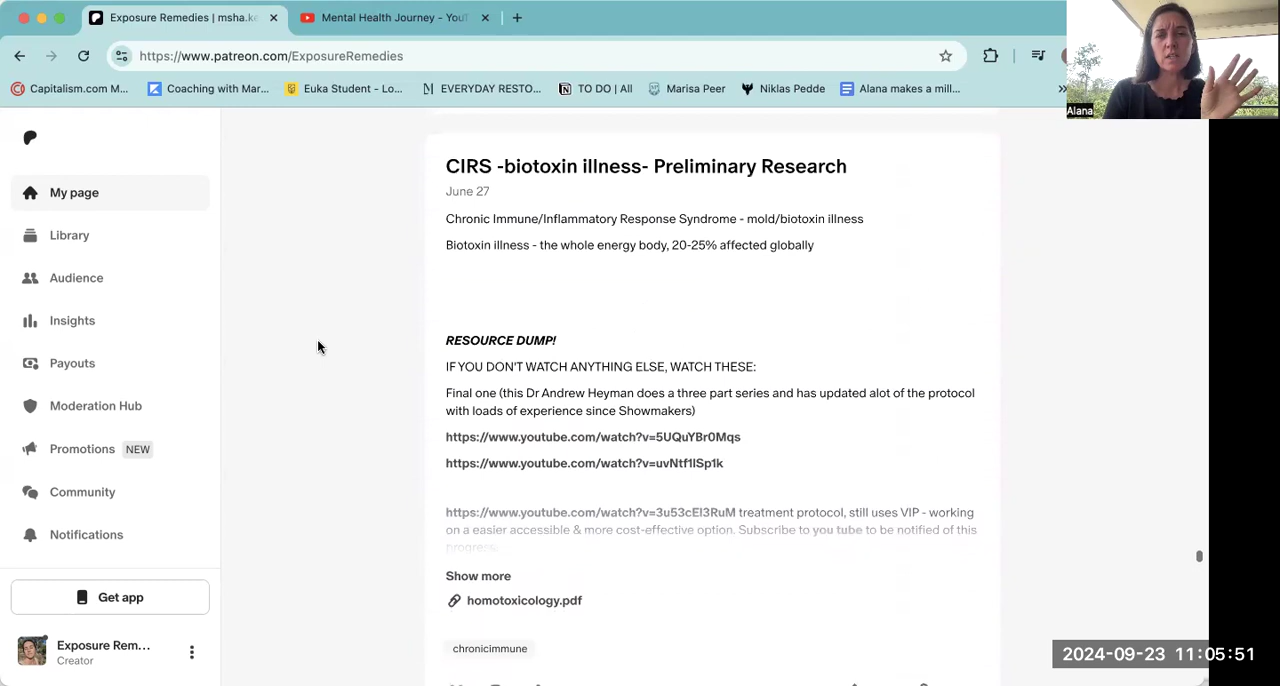 Exposure Remedies | msha.ke
Mental Health Journey - YouT
https://www.patreon.com/ExposureRemedies
Capitalism.com M...
Coaching with Mar...
Euka Student - Lo...
EVERYDAY RESTO...
TO DO | All
Marisa Peer
Niklas Pedde
Alana makes a mill...
»
Alana
My page
Library
Audience
Insights
Payouts
Moderation Hub
Promotions NEW
Community
Notifications
Get app
Exposure Rem...
Creator
CIRS -biotoxin illness- Preliminary Research
June 27
Chronic Immune/Inflammatory Response Syndrome - mold/biotoxin illness
Biotoxin illness - the whole energy body, 20-25% affected globally
RESOURCE DUMP!
IF YOU DON'T WATCH ANYTHING ELSE, WATCH THESE:
Final one (this Dr Andrew Heyman does a three part series and has updated alot of the protocol
with loads of experience since Showmakers)
https://www.youtube.com/watch?v=5UQuYBr0Mqs
https://www.youtube.com/watch?v=uvNtf1lSp1k
https://www.youtube.com/watch?v=3u53cEl3RuM treatment protocol, still uses VIP - working
on a easier accessible & more cost-effective option. Subscribe to you tube to be notified of this
progress.
Show more
homotoxicology.pdf
chronicimmune
2024-09-23 11:05:51